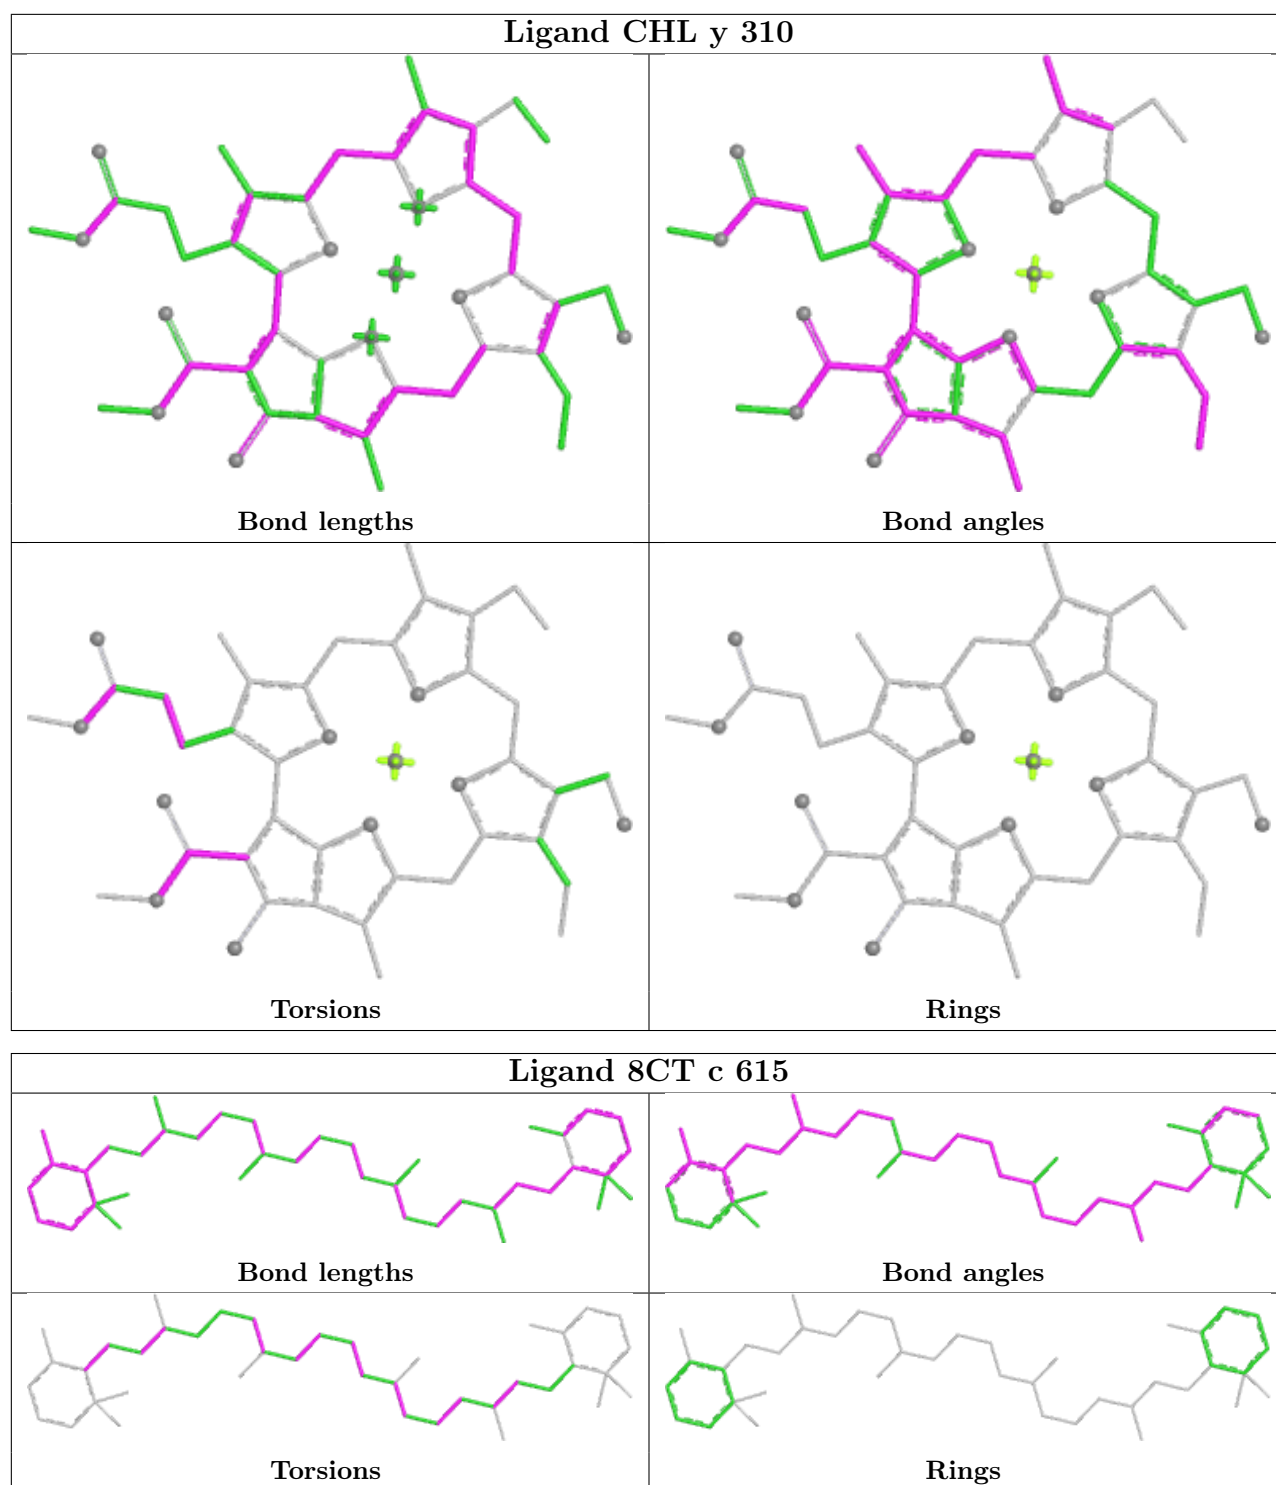 Ligand CHL y 310
Bond lengths
Bond angles
Torsions
Rings
Ligand 8CT c 615
Bond lengths
Bond angles
Torsions
Rings